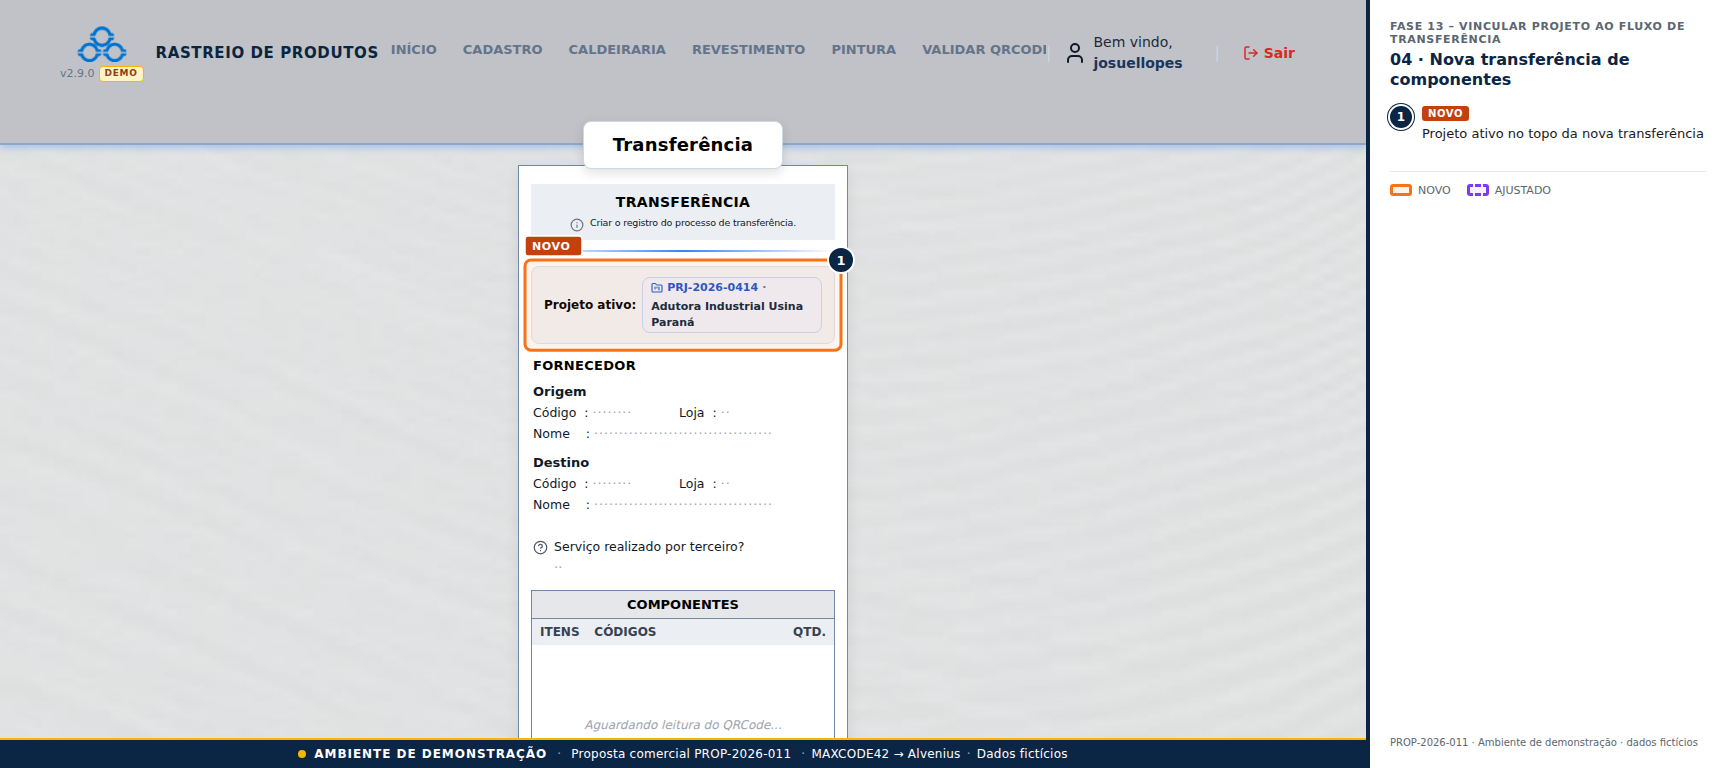 v2.9.0 DEMO
RASTREIO DE PRODUTOS
INÍCIO CADASTRO CALDEIRARIA REVESTIMENTO PINTURA VALIDAR QRCODE
Bem vindo,
josuellopes
Sair
Transferência
TRANSFERÊNCIA
Criar o registro do processo de transferência.
NOVO
1
Projeto ativo:
PRJ-2026-0414 ·
Adutora Industrial Usina
Paraná
FORNECEDOR
Origem
Código : ········ Loja : ··
Nome : ····································
Destino
Código : ········ Loja : ··
Nome : ····································
Serviço realizado por terceiro?
··
COMPONENTES
ITENS CÓDIGOS QTD.
Aguardando leitura do QRCode...
AMBIENTE DE DEMONSTRAÇÃO · Proposta comercial PROP-2026-011 · MAXCODE42 → Alvenius · Dados fictícios
FASE 13 – VINCULAR PROJETO AO FLUXO DE
TRANSFERÊNCIA
04 · Nova transferência de
componentes
1 NOVO
Projeto ativo no topo da nova transferência
NOVO AJUSTADO
PROP-2026-011 · Ambiente de demonstração · dados fictícios